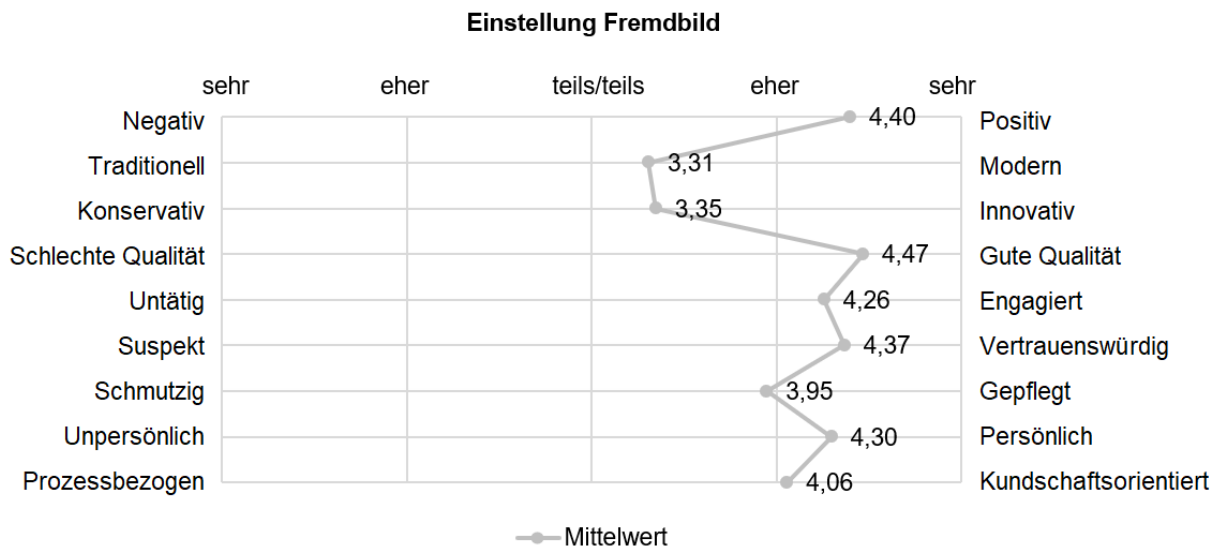 Einstellung Fremdbild
sehr eher teils/teils eher sehr
Negativ 4,40 Positiv
Traditionell 3,31 Modern
Konservativ 3,35 Innovativ
Schlechte Qualität 4,47 Gute Qualität
Untätig 4,26 Engagiert
Suspekt 4,37 Vertrauenswürdig
Schmutzig 3,95 Gepflegt
Unpersönlich 4,30 Persönlich
Prozessbezogen 4,06 Kundschaftsorientiert
Mittelwert